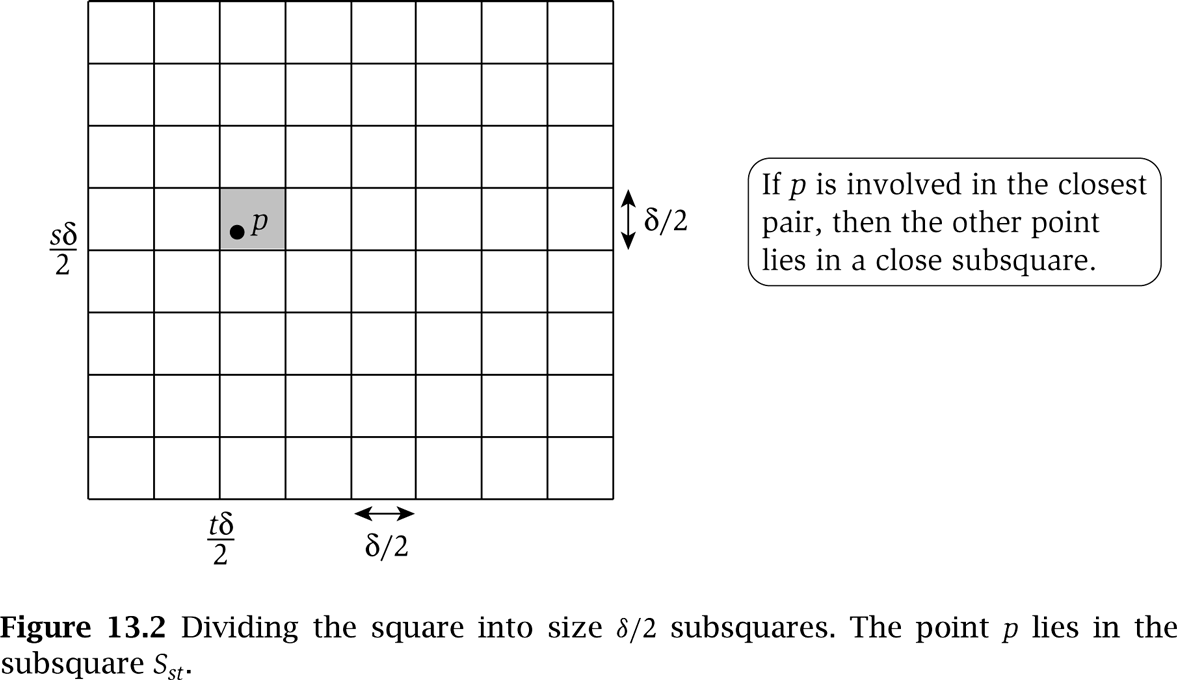 p
sδ
2
δ/2
If p is involved in the closest
pair, then the other point
lies in a close subsquare.
tδ
2
δ/2
Figure 13.2 Dividing the square into size δ/2 subsquares. The point p lies in the
subsquare Sst.